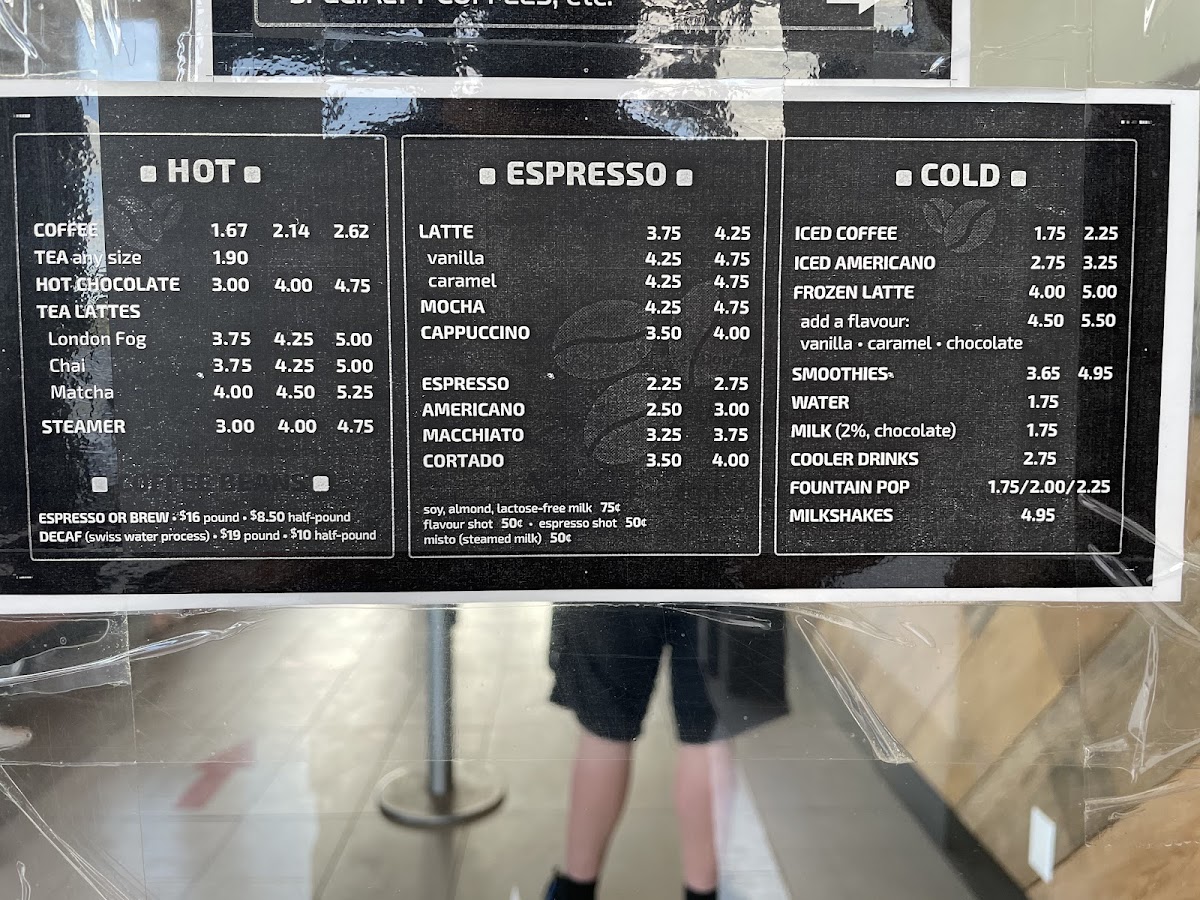 SPECIALTY COFFEES, etc.
HOT
COFFEE 1.67 2.14 2.62
TEA any size 1.90
HOT CHOCOLATE 3.00 4.00 4.75
TEA LATTES
London Fog 3.75 4.25 5.00
Chai 3.75 4.25 5.00
Matcha 4.00 4.50 5.25
STEAMER 3.00 4.00 4.75
COFFEE BEANS
ESPRESSO OR BREW • $16 pound • $8.50 half-pound
DECAF (swiss water process) • $19 pound • $10 half-pound
ESPRESSO
LATTE 3.75 4.25
vanilla 4.25 4.75
caramel 4.25 4.75
MOCHA 4.25 4.75
CAPPUCCINO 3.50 4.00
ESPRESSO 2.25 2.75
AMERICANO 2.50 3.00
MACCHIATO 3.25 3.75
CORTADO 3.50 4.00
soy, almond, lactose-free milk 75¢
flavour shot 50¢ • espresso shot 50¢
misto (steamed milk) 50¢
COLD
ICED COFFEE 1.75 2.25
ICED AMERICANO 2.75 3.25
FROZEN LATTE 4.00 5.00
add a flavour: 4.50 5.50
vanilla • caramel • chocolate
SMOOTHIES 3.65 4.95
WATER 1.75
MILK (2%, chocolate) 1.75
COOLER DRINKS 2.75
FOUNTAIN POP 1.75/2.00/2.25
MILKSHAKES 4.95